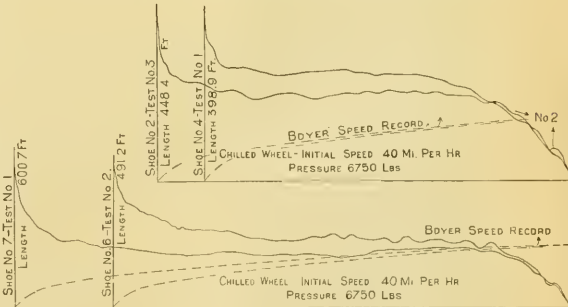 SHOE NO 2-TEST NO. 3
LENGTH 448.4 FT
SHOE NO 4-TEST NO 1
LENGTH 398.9 FT
BOYER SPEED RECORD.
No 2
CHILLED WHEEL-INITIAL SPEED 40 MI. PER HR
PRESSURE 6750 LBS
SHOE NO 7-TEST NO 1
LENGTH 600.7 FT
SHOE NO. 6-TEST NO. 2
LENGTH 491.2 FT
BOYER SPEED RECORD
CHILLED WHEEL INITIAL SPEED 40 MI PER HR
PRESSURE 6750 LBS